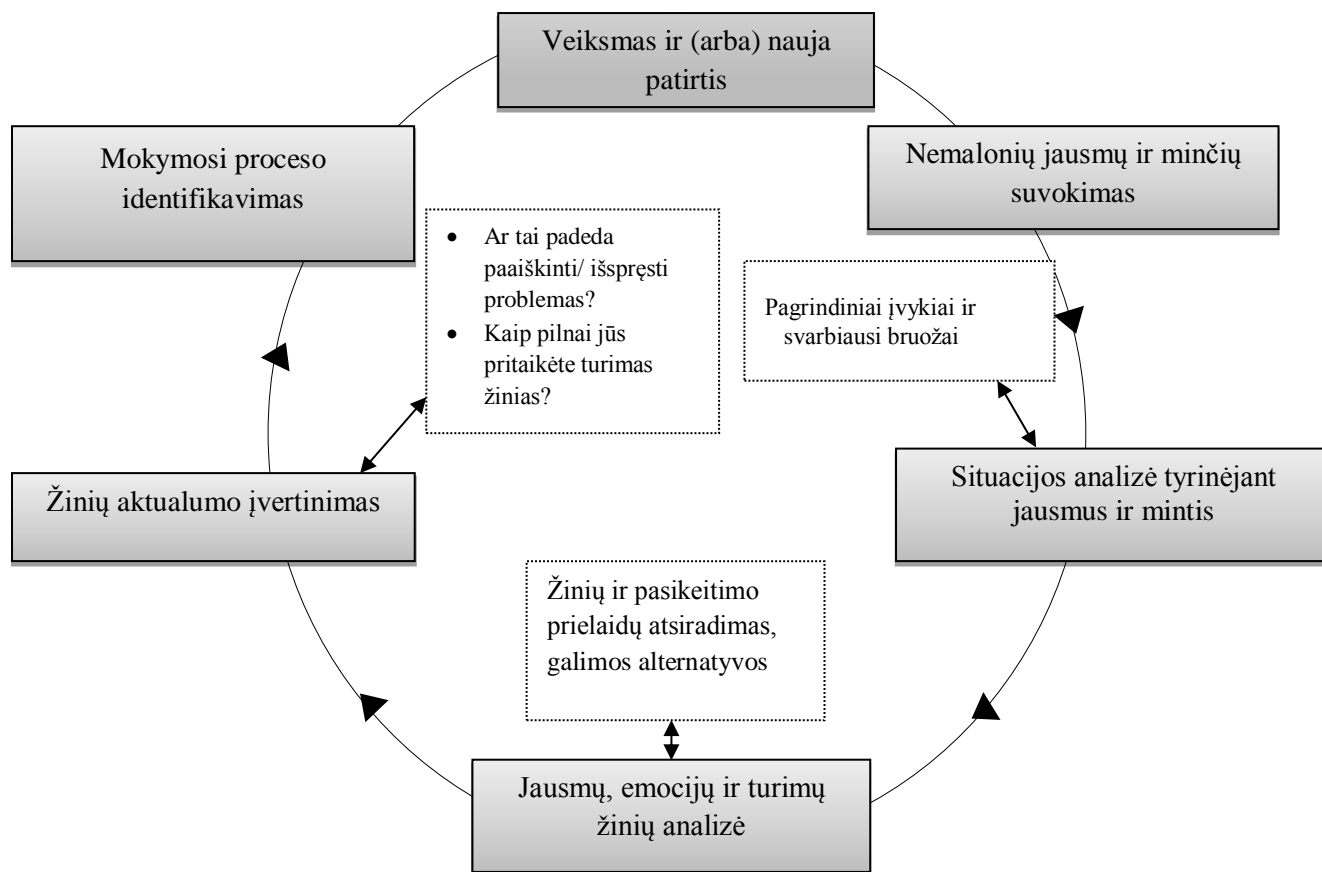 Veiksmas ir (arba) nauja
patirtis
Mokymosi proceso
identifikavimas
Nemalonių jausmų ir minčių
suvokimas
• Ar tai padeda
paaiškinti/ išspręsti
problemas?
• Kaip pilnai jūs
pritaikėte turimas
žinias?
Pagrindiniai įvykiai ir
svarbiausi bruožai
Žinių aktualumo įvertinimas
Situacijos analizė tyrinėjant
jausmus ir mintis
Žinių ir pasikeitimo
prielaidų atsiradimas,
galimos alternatyvos
Jausmų, emocijų ir turimų
žinių analizė